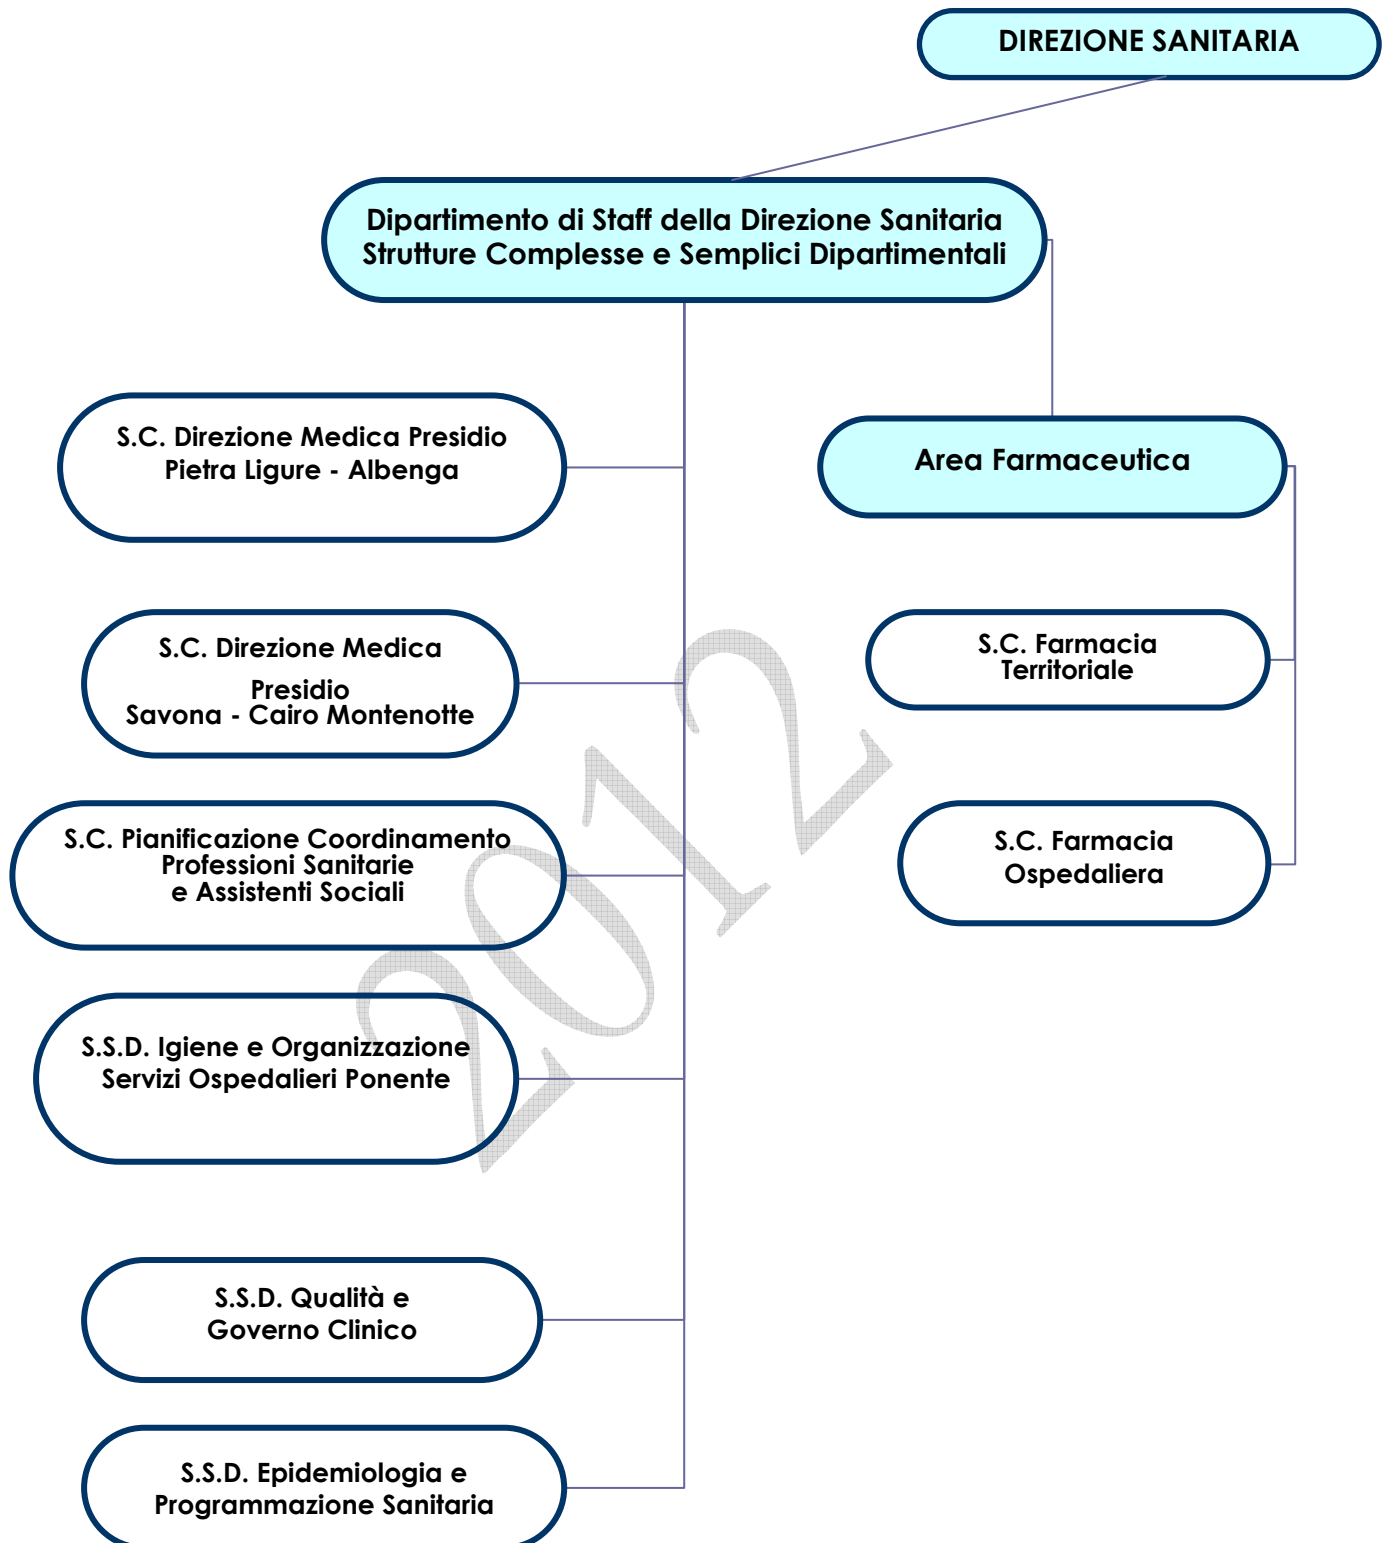 DIREZIONE SANITARIA
Dipartimento di Staff della Direzione Sanitaria
Strutture Complesse e Semplici Dipartimentali
S.C. Direzione Medica Presidio
Pietra Ligure - Albenga
Area Farmaceutica
S.C. Direzione Medica
Presidio
Savona - Cairo Montenotte
S.C. Farmacia
Territoriale
S.C. Pianificazione Coordinamento
Professioni Sanitarie
e Assistenti Sociali
S.C. Farmacia
Ospedaliera
S.S.D. Igiene e Organizzazione
Servizi Ospedalieri Ponente
S.S.D. Qualità e
Governo Clinico
S.S.D. Epidemiologia e
Programmazione Sanitaria
2012